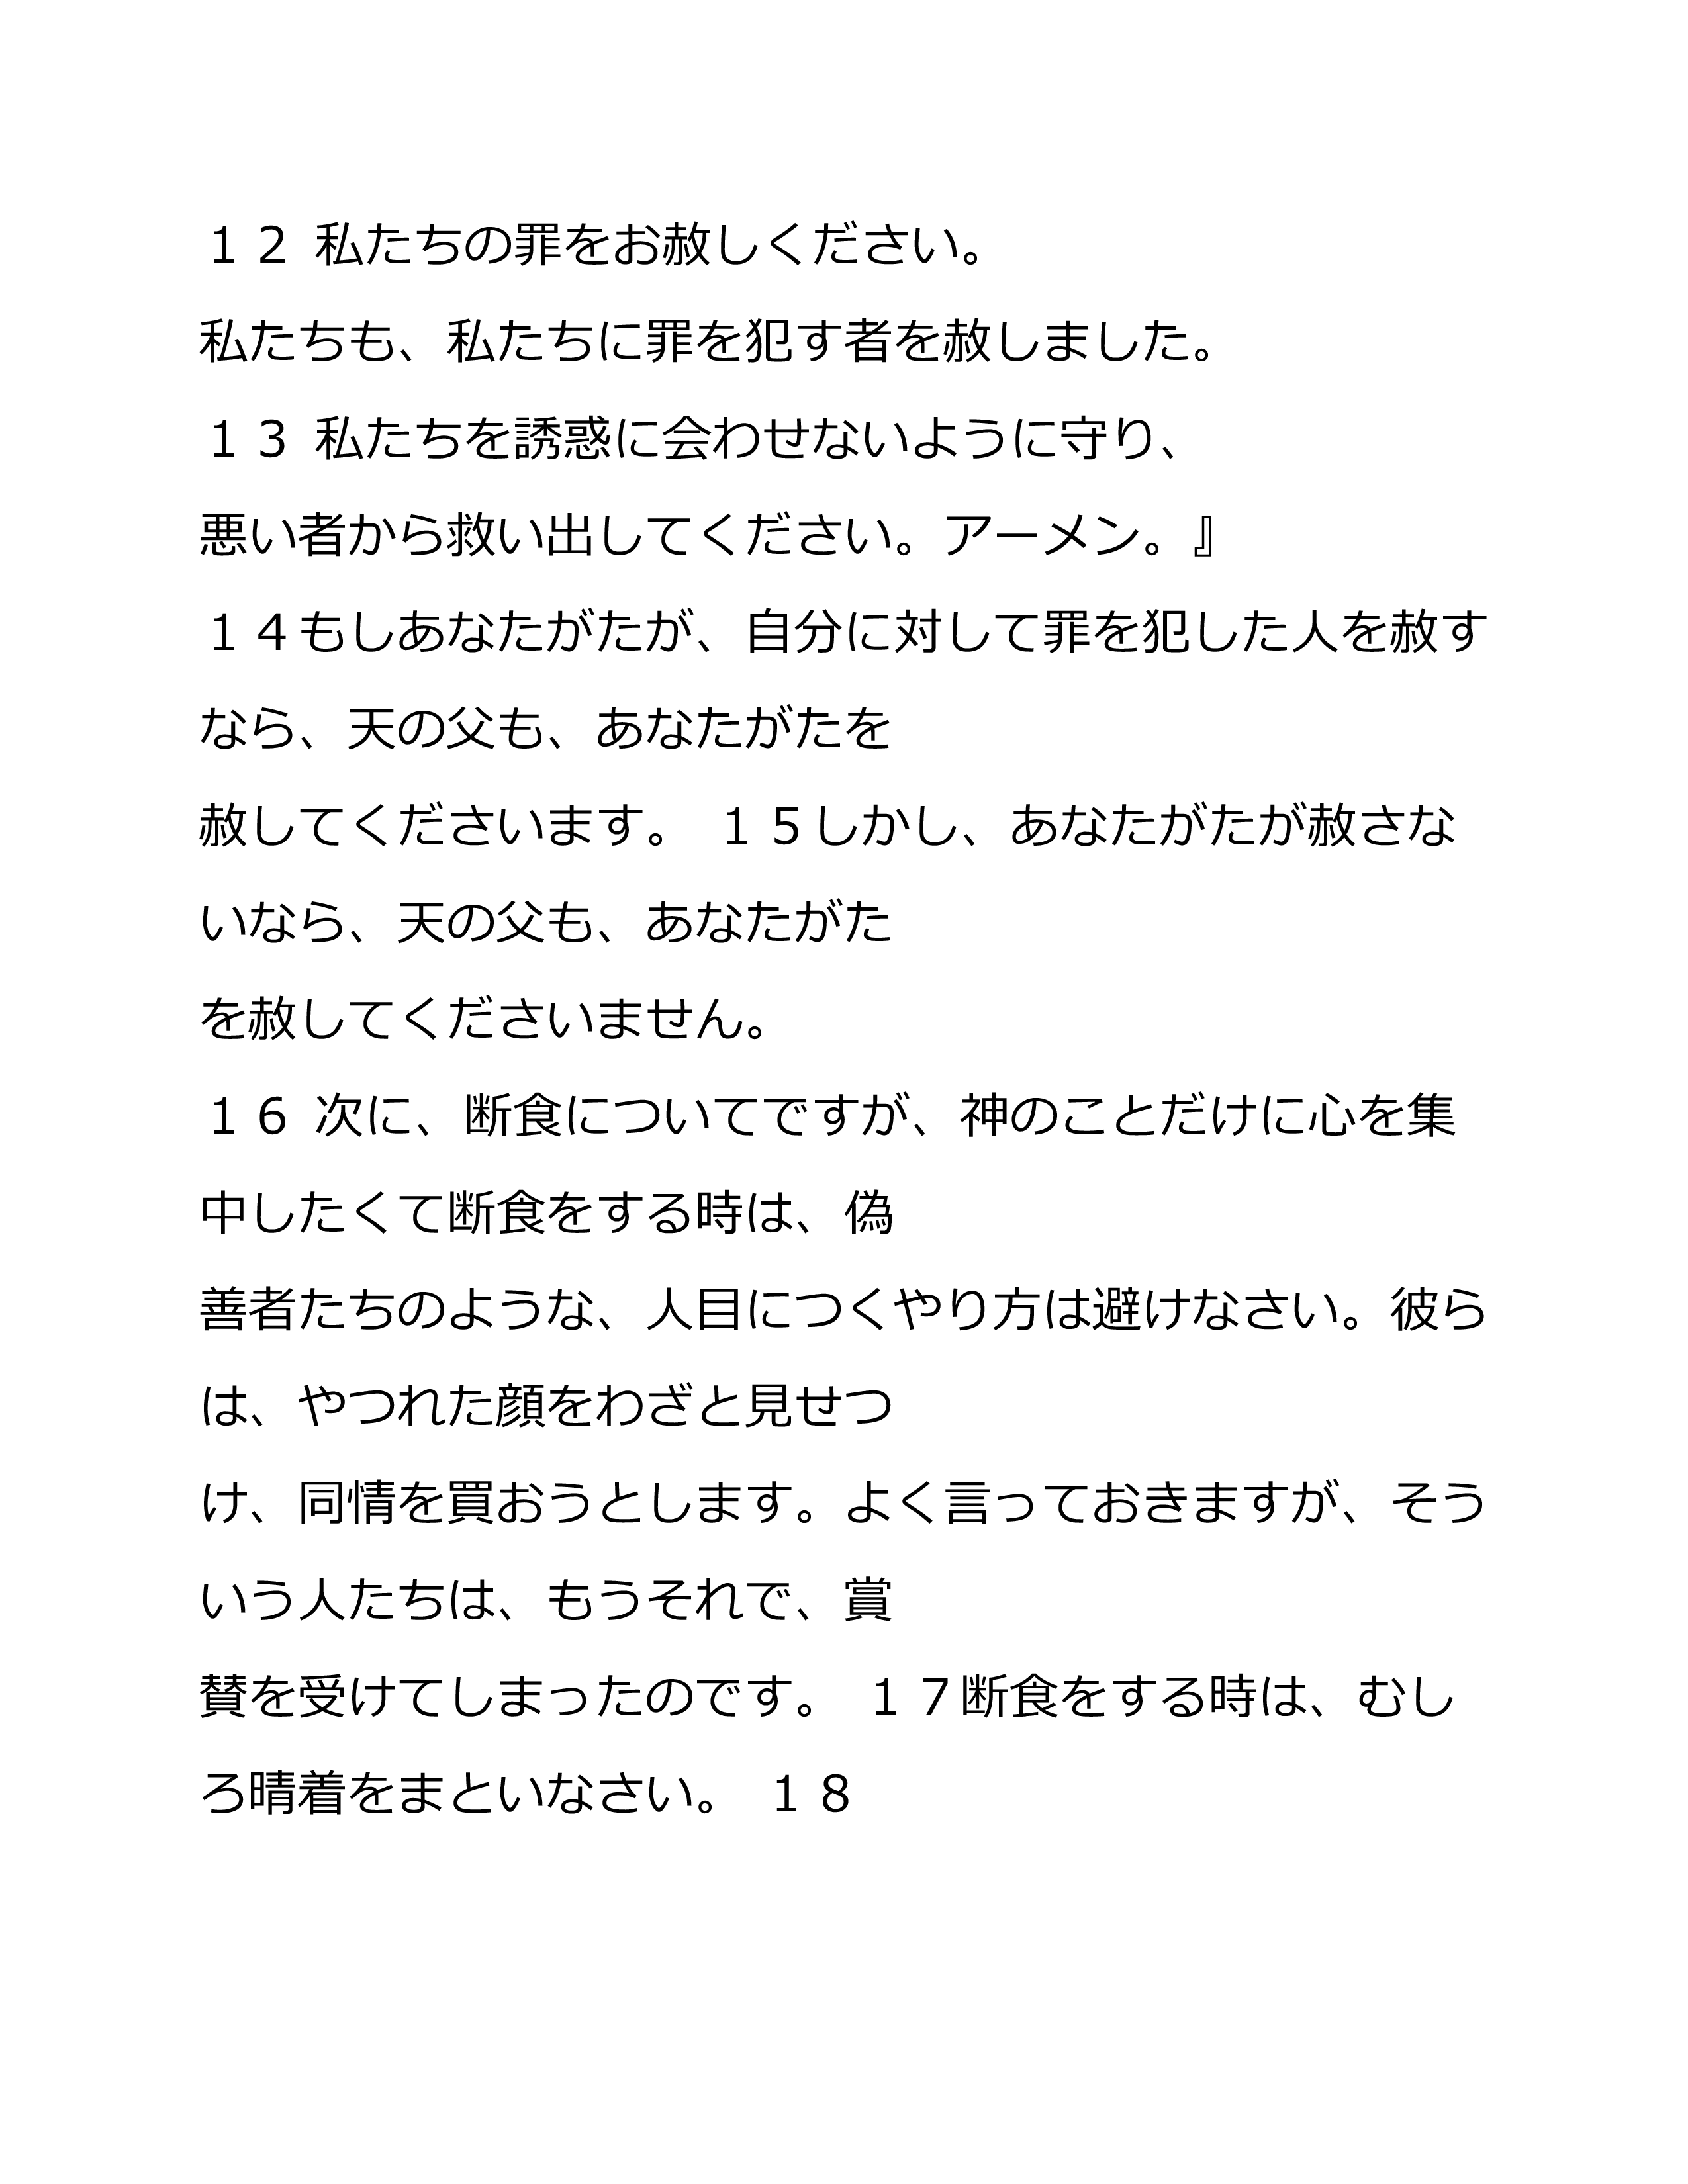 １２ 私たちの罪をお赦しください。
私たちも、私たちに罪を犯す者を赦しました。
１３ 私たちを誘惑に会わせないように守り、
悪い者から救い出してください。アーメン。』
１４もしあなたがたが、自分に対して罪を犯した人を赦す
なら、天の父も、あなたがたを
赦してくださいます。 １５しかし、あなたがたが赦さな
いなら、天の父も、あなたがた
を赦してくださいません。
１６ 次に、断食についてですが、神のことだけに心を集
中したくて断食をする時は、偽
善者たちのような、人目につくやり方は避けなさい。彼ら
は、やつれた顔をわざと見せつ
け、同情を買おうとします。よく言っておきますが、そう
いう人たちは、もうそれで、賞
賛を受けてしまったのです。 １７断食をする時は、むし
ろ晴着をまといなさい。 １８